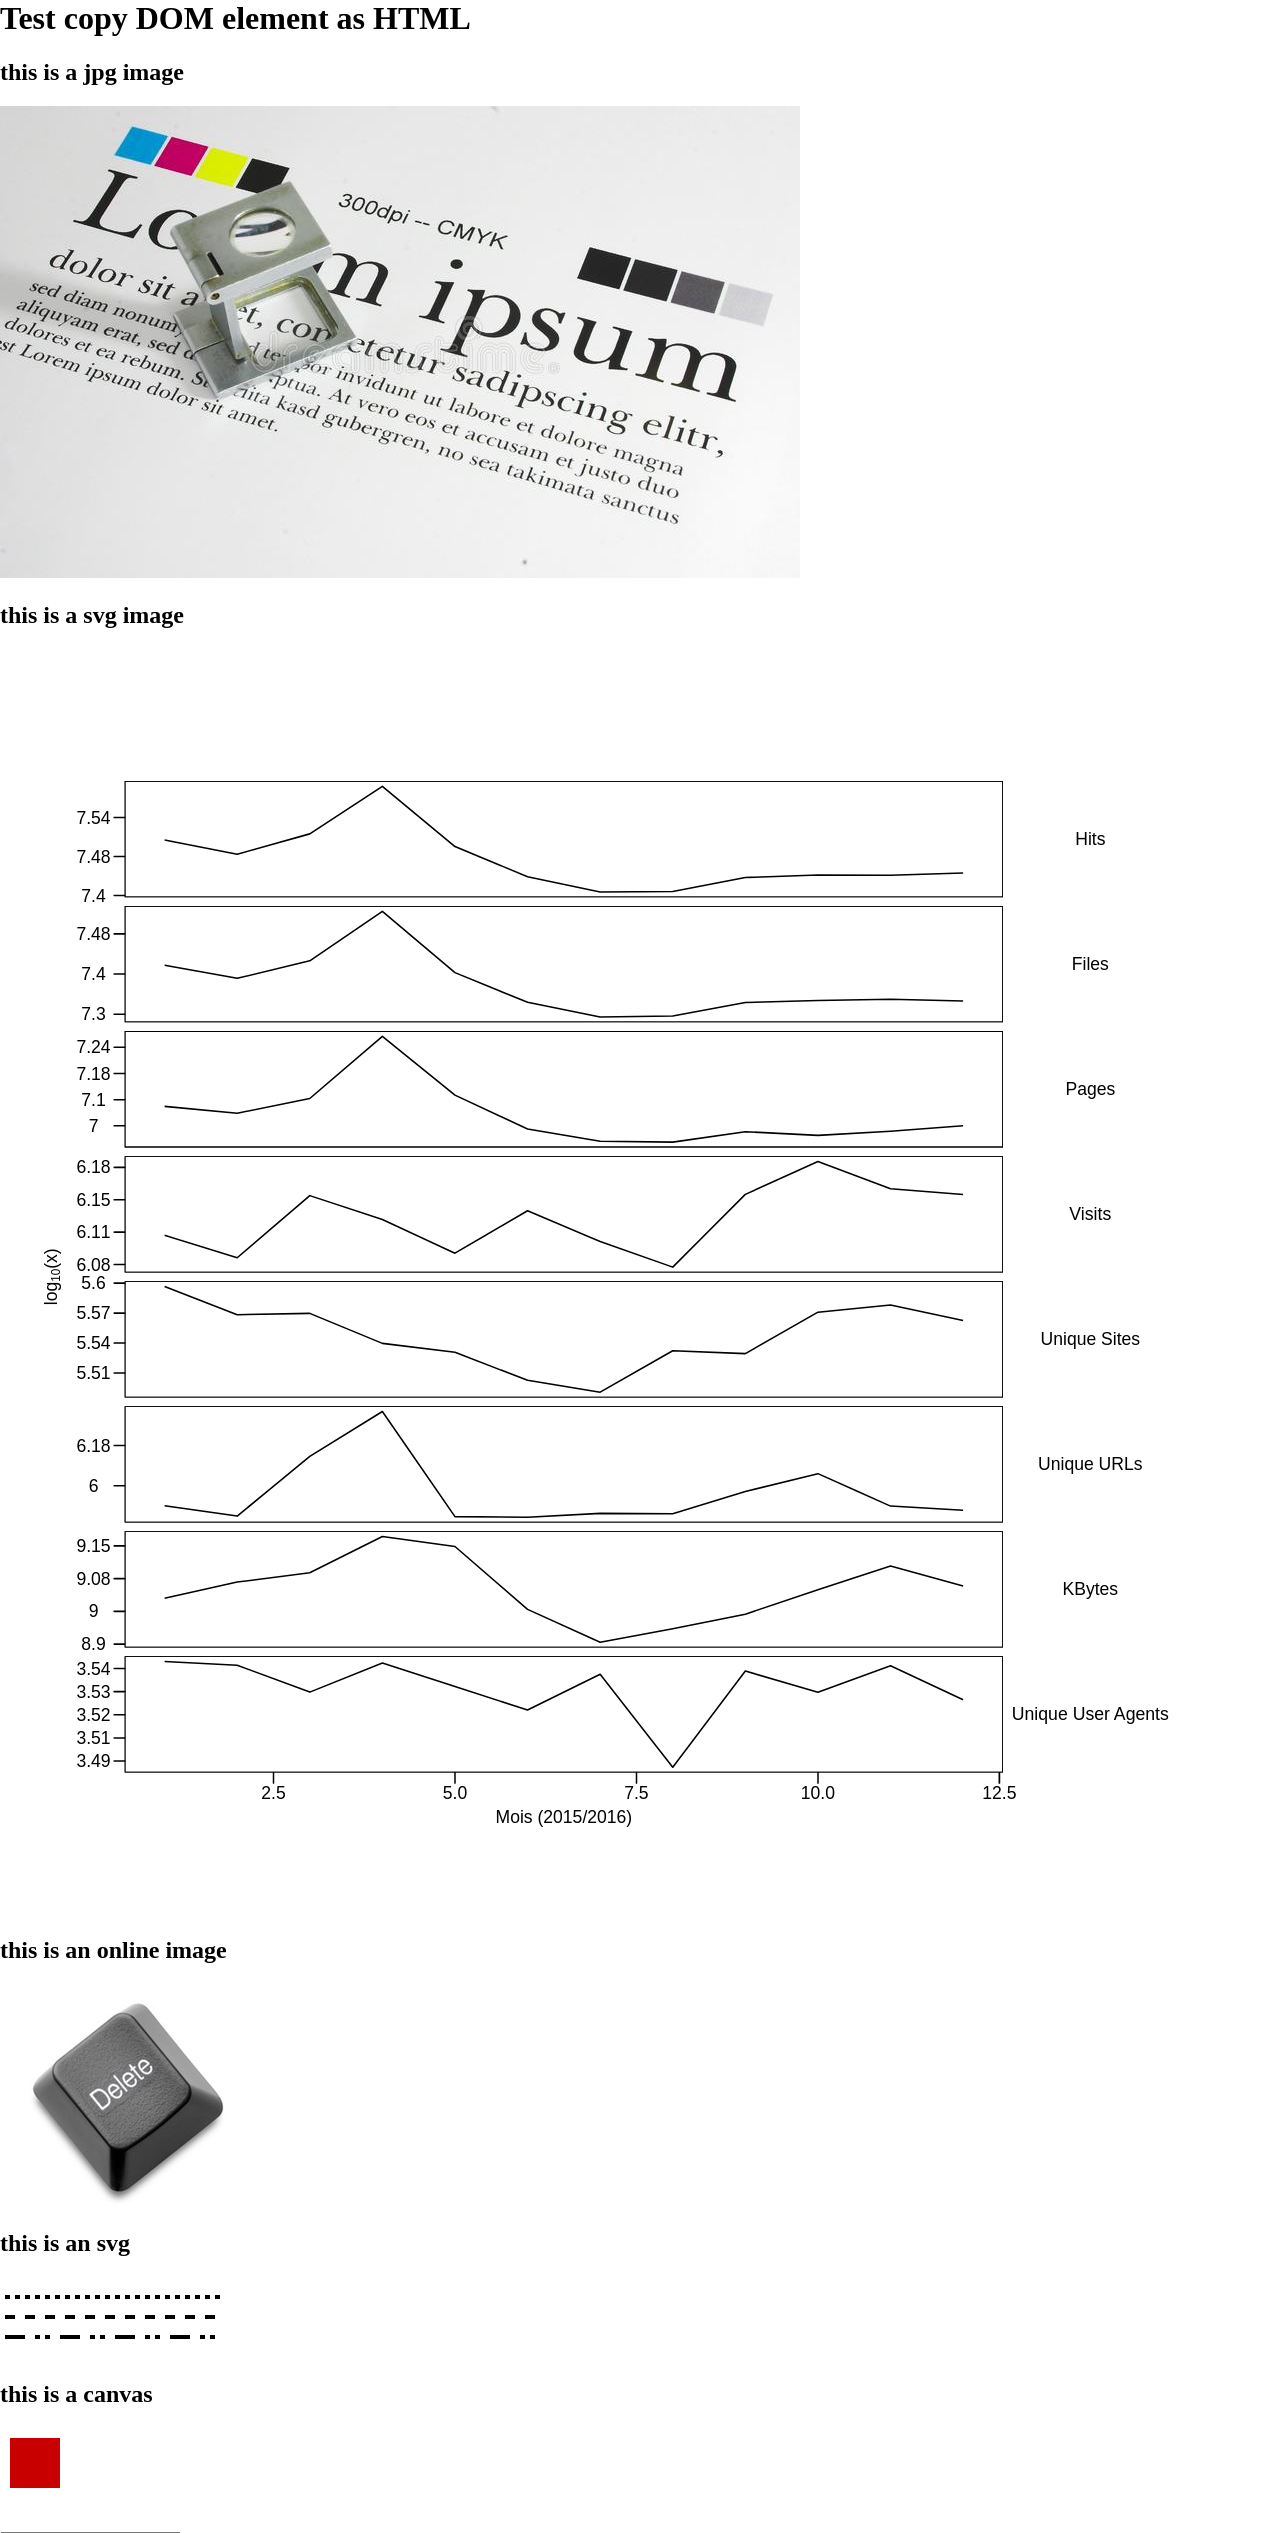 Test copy DOM element as HTML
this is a jpg image
300dpi -- CMYK
m ipsum
dolor sit a et, con etetur sadipscing elitr,
sed diam nonum por invidunt ut labore et dolore magna
aliquyam erat, sed d ptua. At vero eos et accusam et justo duo
dolores et ea rebum. kasd gubergren, no sea takimata sanctus
st Lorem ipsum dolor sit amet.
this is a svg image
7.54
7.48
7.4
Hits
7.48
7.4
7.3
Files
7.24
7.18
7.1
7
Pages
6.18
6.15
6.11
6.08
Visits
log10(x)
5.6
5.57
5.54
5.51
Unique Sites
6.18
6
Unique URLs
9.15
9.08
9
8.9
KBytes
3.54
3.53
3.52
3.51
3.49
Unique User Agents
2.5 5.0 7.5 10.0 12.5
Mois (2015/2016)
this is an online image
Delete
this is an svg
this is a canvas